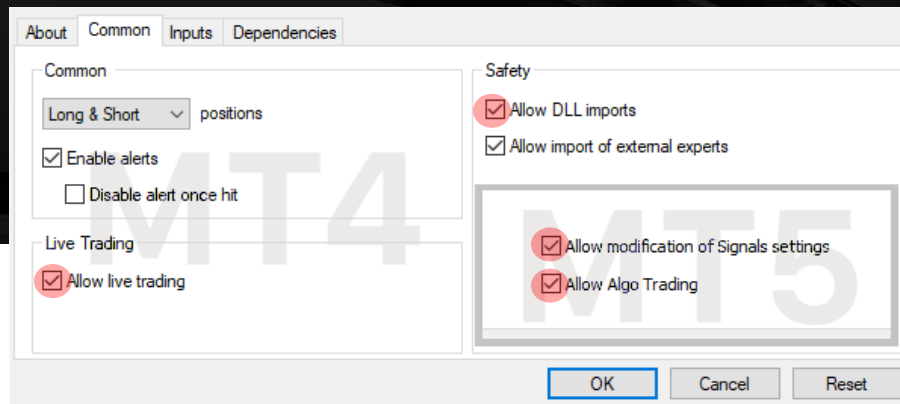 About Common Inputs Dependencies
Common
Long & Short positions
Enable alerts
Disable alert once hit
MT4
Live Trading
Allow live trading
Safety
Allow DLL imports
Allow import of external experts
MT5
Allow modification of Signals settings
Allow Algo Trading
OK Cancel Reset